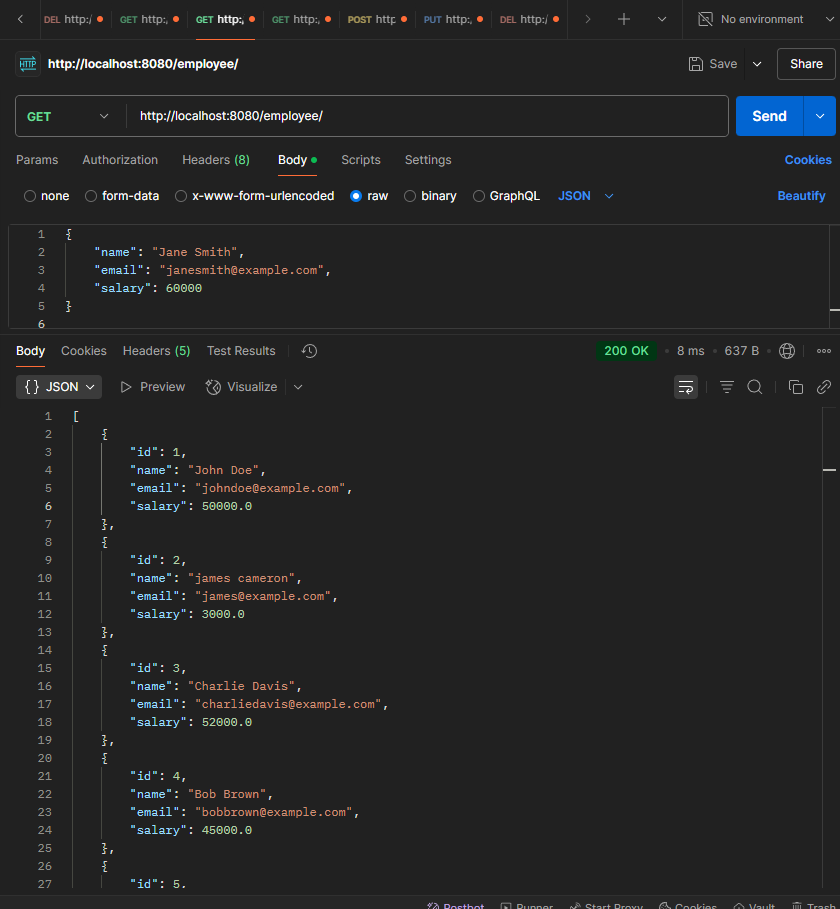 DEL http:/ GET http:, GET http:, GET http:, POST http: PUT http:, DEL http:/ No environment
HTTP http://localhost:8080/employee/ Save Share
GET http://localhost:8080/employee/ Send
Params Authorization Headers (8) Body Scripts Settings Cookies
none form-data x-www-form-urlencoded raw binary GraphQL JSON Beautify
1 {
2 "name": "Jane Smith",
3 "email": "janesmith@example.com",
4 "salary": 60000
5 }
6
Body Cookies Headers (5) Test Results 200 OK • 8 ms • 637 B •
{} JSON Preview Visualize
1 [
2 {
3 "id": 1,
4 "name": "John Doe",
5 "email": "johndoe@example.com",
6 "salary": 50000.0
7 },
8 {
9 "id": 2,
10 "name": "james cameron",
11 "email": "james@example.com",
12 "salary": 3000.0
13 },
14 {
15 "id": 3,
16 "name": "Charlie Davis",
17 "email": "charliedavis@example.com",
18 "salary": 52000.0
19 },
20 {
21 "id": 4,
22 "name": "Bob Brown",
23 "email": "bobbrown@example.com",
24 "salary": 45000.0
25 },
26 {
27 "id": 5,
Postbot Runner Start Proxy Cookies Vault Trash